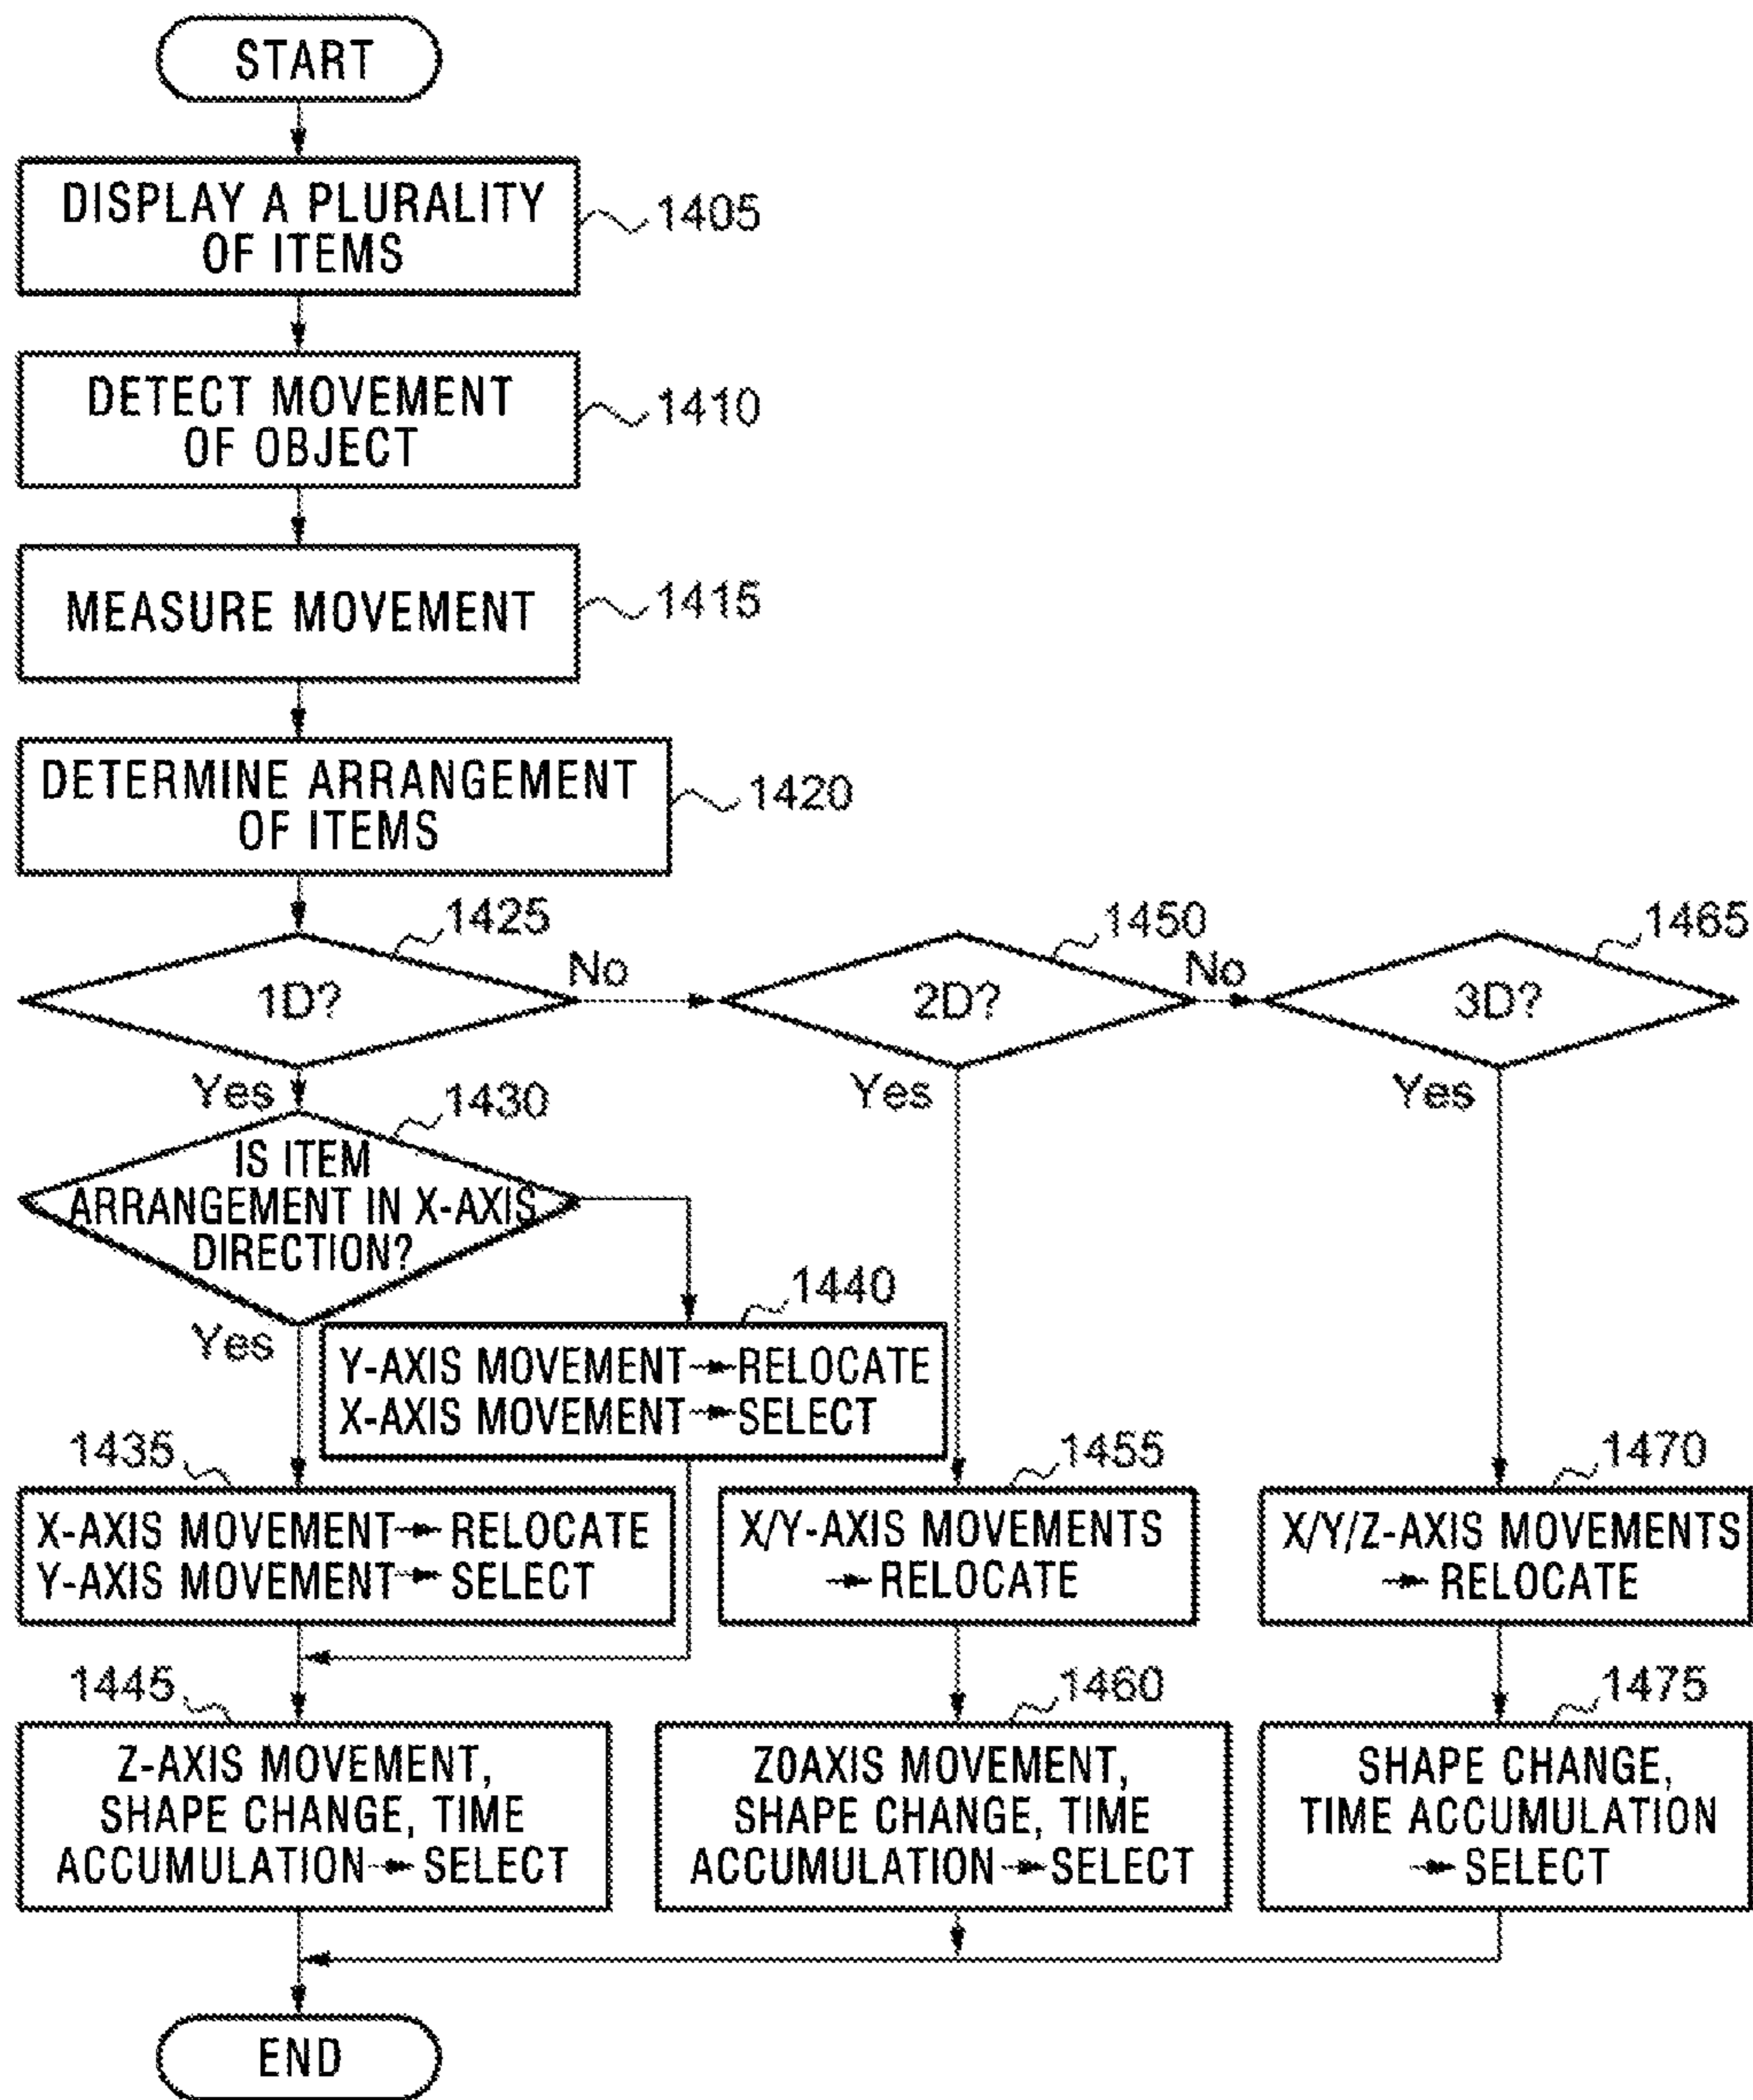 START
DISPLAY A PLURALITY
OF ITEMS
1405
DETECT MOVEMENT
OF OBJECT
1410
MEASURE MOVEMENT
1415
DETERMINE ARRANGEMENT
OF ITEMS
1420
1425
1D?
No
Yes
1450
2D?
No
Yes
1465
3D?
Yes
1430
IS ITEM
ARRANGEMENT IN X-AXIS
DIRECTION?
Yes
1440
Y-AXIS MOVEMENT → RELOCATE
X-AXIS MOVEMENT → SELECT
1435
X-AXIS MOVEMENT → RELOCATE
Y-AXIS MOVEMENT → SELECT
1455
X/Y-AXIS MOVEMENTS
→ RELOCATE
1470
X/Y/Z-AXIS MOVEMENTS
→ RELOCATE
1445
Z-AXIS MOVEMENT,
SHAPE CHANGE, TIME
ACCUMULATION → SELECT
1460
Z0AXIS MOVEMENT,
SHAPE CHANGE, TIME
ACCUMULATION → SELECT
1475
SHAPE CHANGE,
TIME ACCUMULATION
→ SELECT
END